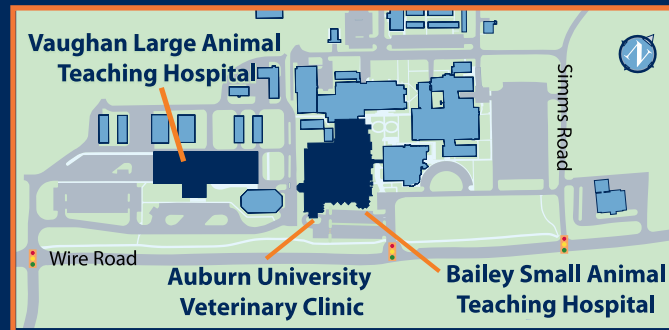 Vaughan Large Animal
Teaching Hospital
N
Simms Road
Wire Road
Auburn University
Veterinary Clinic
Bailey Small Animal
Teaching Hospital